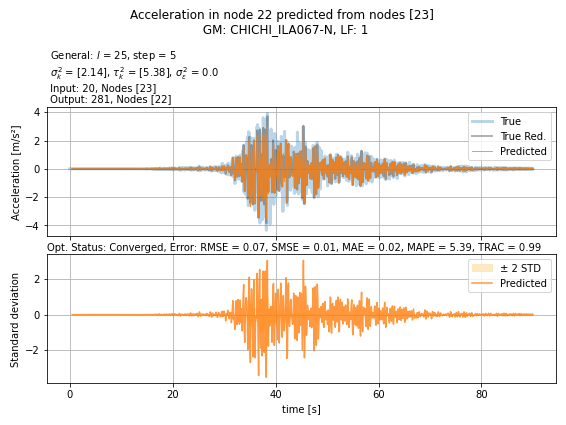 Acceleration in node 22 predicted from nodes [23]
GM: CHICHI_ILA067-N, LF: 1
General: l = 25, step = 5
σ²ₖ = [2.14], τ²ₖ = [5.38], σ²ε = 0.0
Input: 20, Nodes [23]
Output: 281, Nodes [22]
Acceleration [m/s²]
4
2
0
−2
−4
True
True Red.
Predicted
Opt. Status: Converged, Error: RMSE = 0.07, SMSE = 0.01, MAE = 0.02, MAPE = 5.39, TRAC = 0.99
Standard deviation
2
0
−2
± 2 STD
Predicted
0 20 40 60 80
time [s]